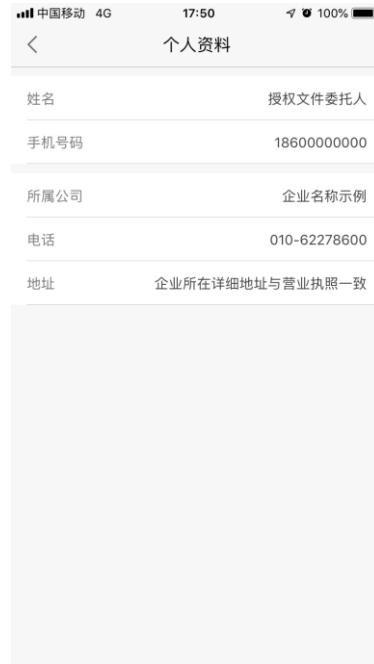 中国移动 4G 17:50 100%
个人资料
姓名 授权文件委托人
手机号码 18600000000
所属公司 企业名称示例
电话 010-62278600
地址 企业所在详细地址与营业执照一致